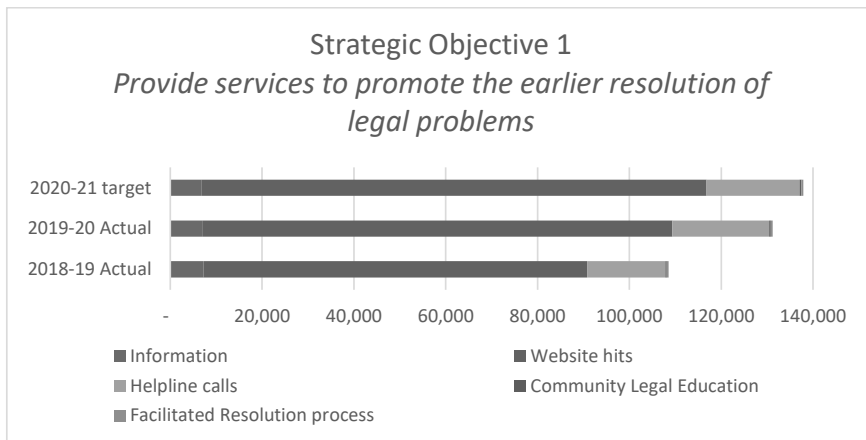 Strategic Objective 1
Provide services to promote the earlier resolution of
legal problems
2020-21 target
2019-20 Actual
2018-19 Actual
- 20,000 40,000 60,000 80,000 100,000 120,000 140,000
Information Website hits
Helpline calls Community Legal Education
Facilitated Resolution process